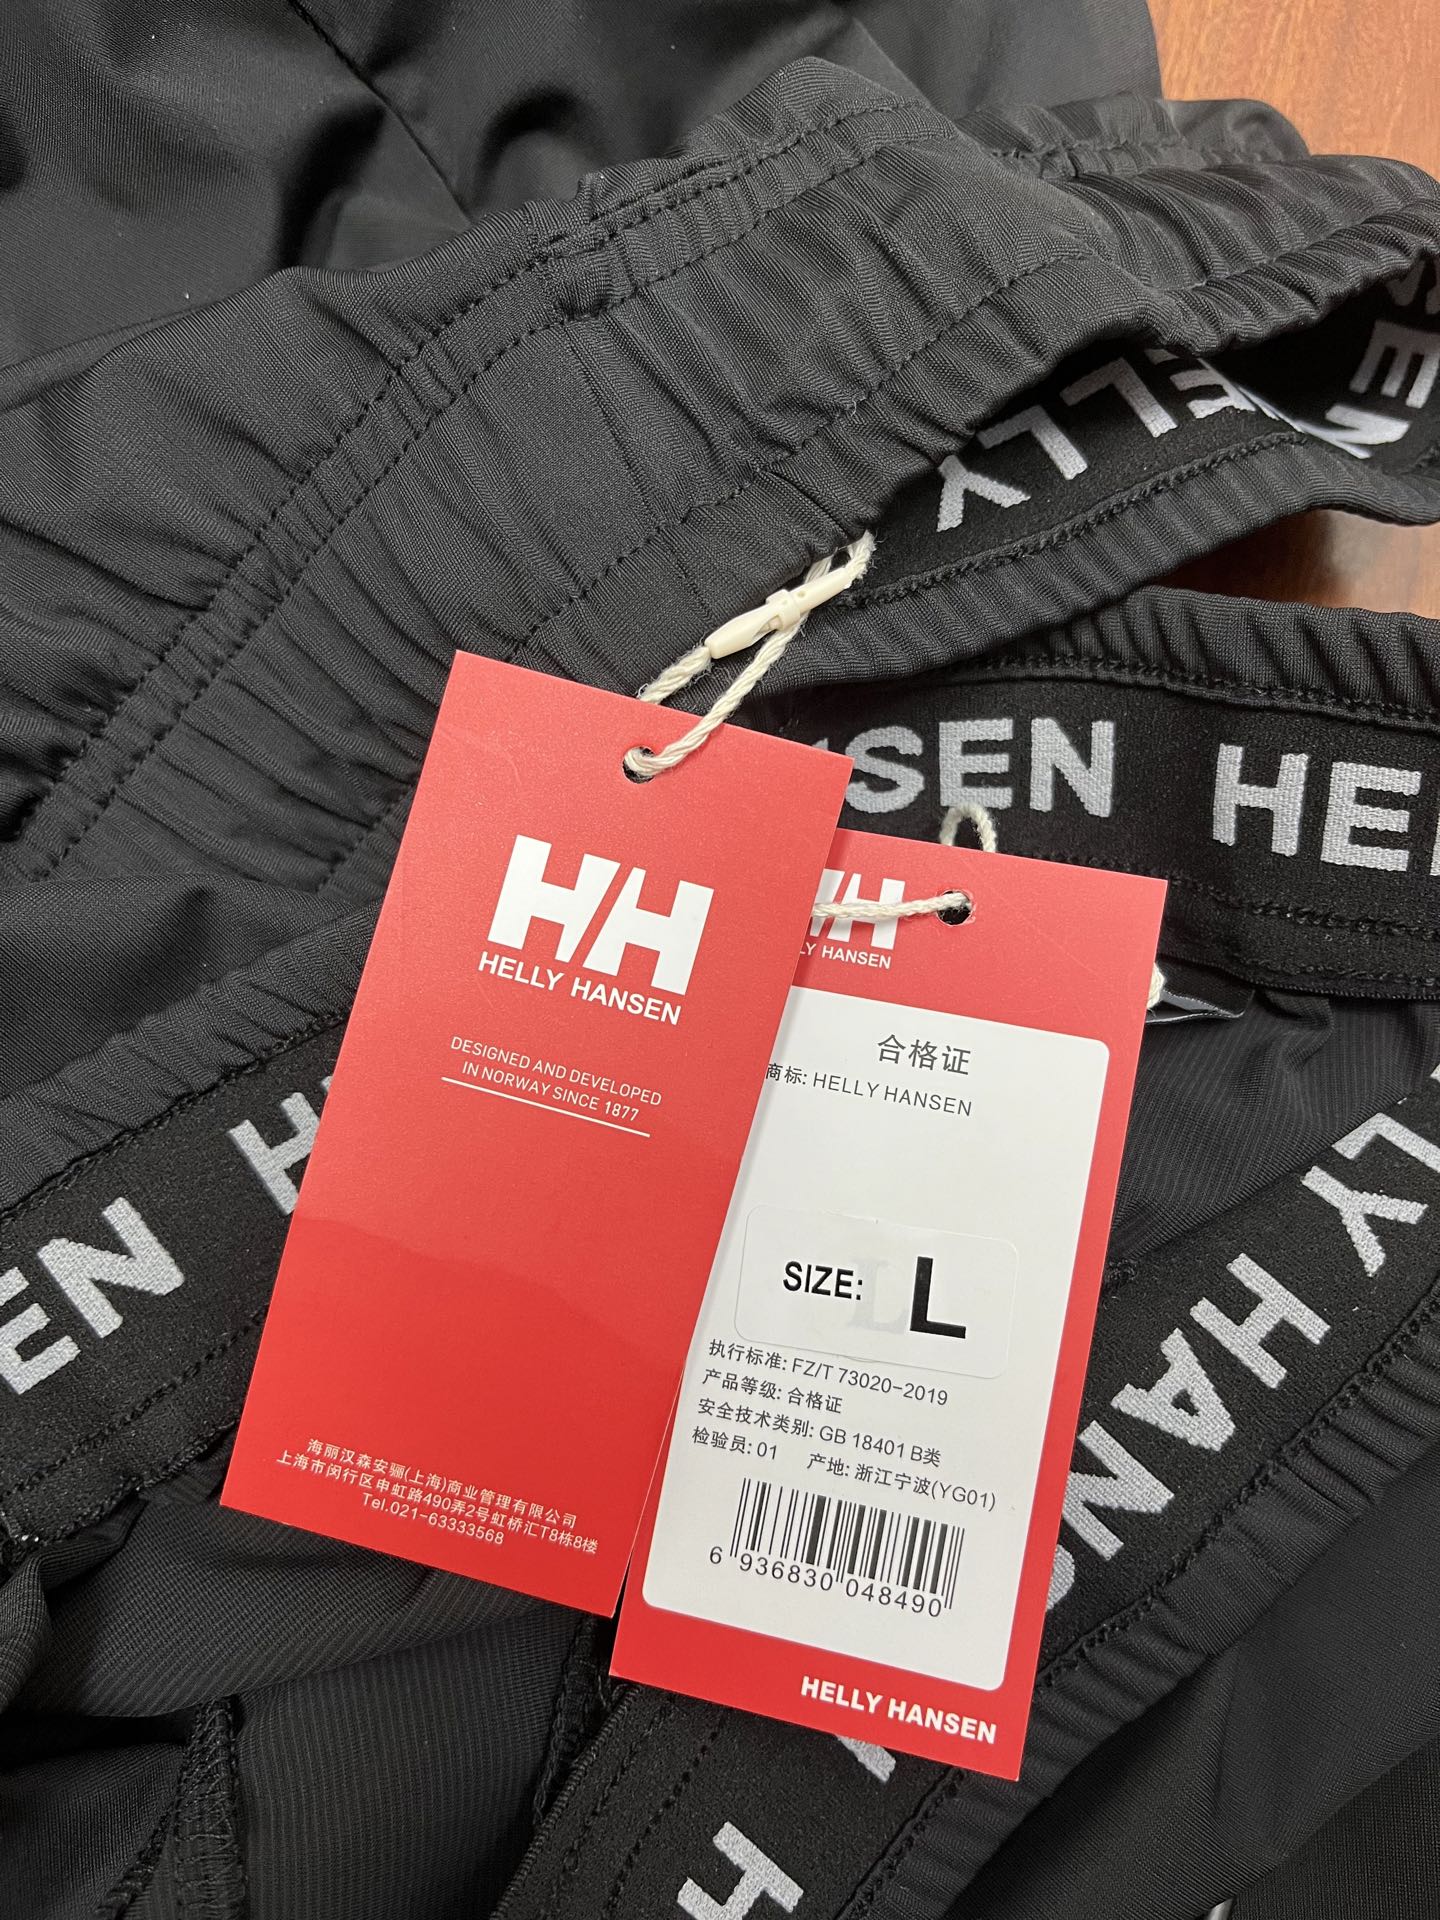 HELLY
HANSEN
HANSEN
HELLY HANSEN
DESIGNED AND DEVELOPED
IN NORWAY SINCE 1877
海丽汉森安骊(上海)商业管理有限公司
上海市闵行区申虹路490弄2号虹桥汇T8栋8楼
Tel.021-63333568
HANSEN
合格证
商标: HELLY HANSEN
SIZE: L
执行标准: FZ/T 73020-2019
产品等级: 合格证
安全技术类别: GB 18401 B类
检验员: 01 产地: 浙江宁波(YG01)
6 936830 048490
HELLY HANSEN